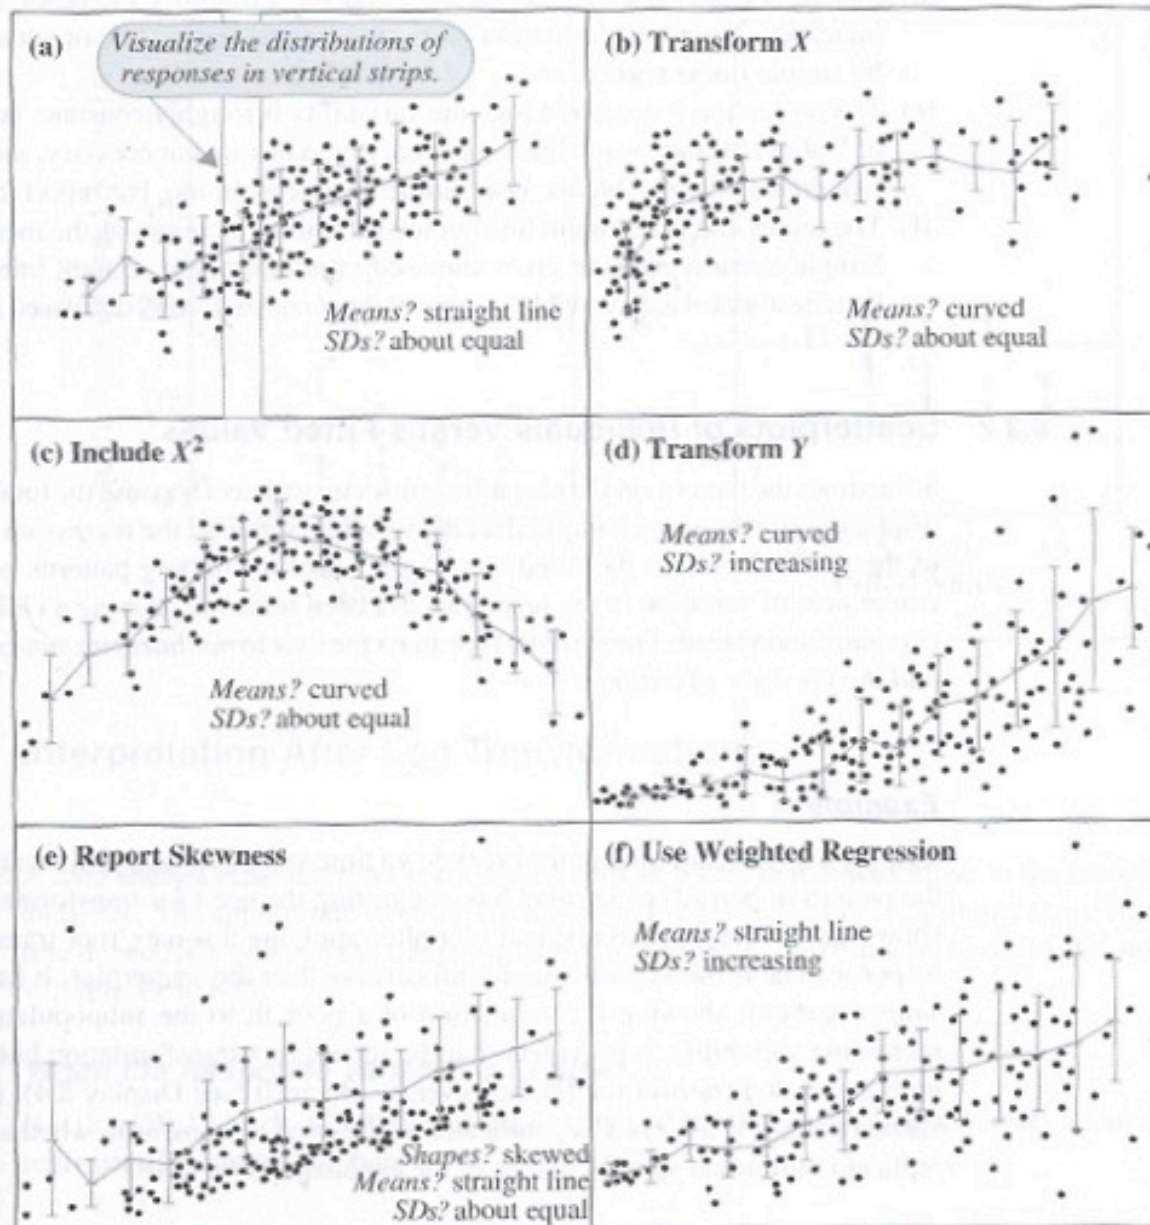 (a)
Visualize the distributions of
responses in vertical strips.
Means? straight line
SDs? about equal
(b) Transform X
Means? curved
SDs? about equal
(c) Include X²
Means? curved
SDs? about equal
(d) Transform Y
Means? curved
SDs? increasing
(e) Report Skewness
Shapes? skewed
Means? straight line
SDs? about equal
(f) Use Weighted Regression
Means? straight line
SDs? increasing